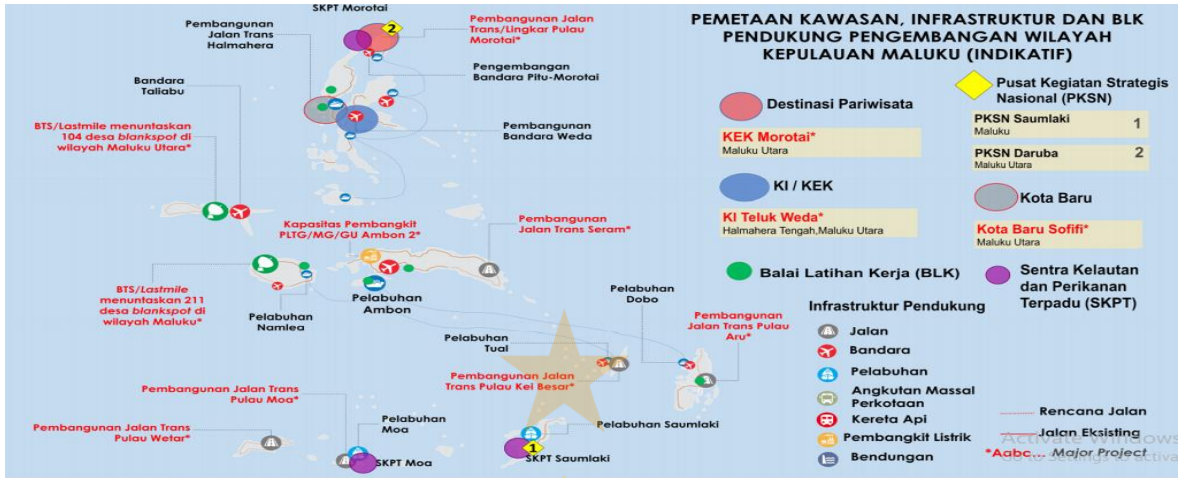 SKPT Morotai
Pembangunan
Jalan Trans
Halmahera
2
Pembangunan Jalan
Trans/Lingkar Pulau
Morotai*
Pengembangan
Bandara Pitu-Morotai
Bandara
Taliabu
BTS/Lastmile menuntaskan
104 desa blankspot di
wilayah Maluku Utara*
Pembangunan
Bandara Weda
Kapasitas Pembangkit
PLTG/MG/GU Ambon 2*
Pembangunan
Jalan Trans Seram*
BTS/Lastmile
menuntaskan 211
desa blankspot di
wilayah Maluku*
Pelabuhan
Namlea
Pelabuhan
Ambon
Pelabuhan
Dobo
Pelabuhan
Tual
Pembangunan
Jalan Trans Pulau
Aru*
Pembangunan Jalan
Trans Pulau Kei Besar*
Pembangunan Jalan Trans
Pulau Moa*
Pembangunan Jalan Trans
Pulau Wetar*
Pelabuhan
Moa
SKPT Moa
Pelabuhan Saumlaki
1
SKPT Saumlaki
PEMETAAN KAWASAN, INFRASTRUKTUR DAN BLK
PENDUKUNG PENGEMBANGAN WILAYAH
KEPULAUAN MALUKU (INDIKATIF)
Destinasi Pariwisata
KEK Morotai*
Maluku Utara
KI / KEK
KI Teluk Weda*
Halmahera Tengah,Maluku Utara
Balai Latihan Kerja (BLK)
Pusat Kegiatan Strategis
Nasional (PKSN)
PKSN Saumlaki 1
Maluku
PKSN Daruba 2
Maluku Utara
Kota Baru
Kota Baru Sofifi*
Maluku Utara
Sentra Kelautan
dan Perikanan
Terpadu (SKPT)
Infrastruktur Pendukung
Jalan
Bandara
Pelabuhan
Angkutan Massal
Perkotaan
Kereta Api
Pembangkit Listrik
Bendungan
Rencana Jalan
Jalan Eksisting
*Aabc... Major Project
Activate Windows
Go to Settings to activa